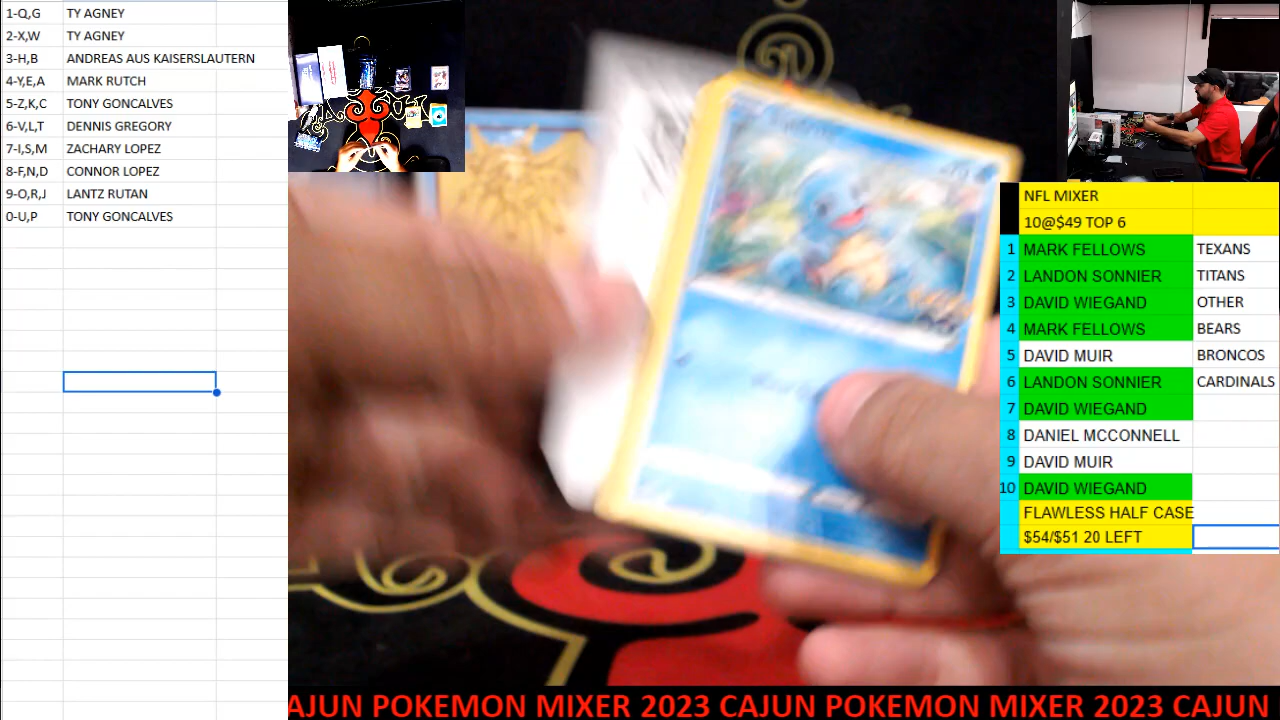 1-Q,G TY AGNEY
2-X,W TY AGNEY
3-H,B ANDREAS AUS KAISERSLAUTERN
4-Y,E,A MARK RUTCH
5-Z,K,C TONY GONCALVES
6-V,L,T DENNIS GREGORY
7-I,S,M ZACHARY LOPEZ
8-F,N,D CONNOR LOPEZ
9-O,R,J LANTZ RUTAN
0-U,P TONY GONCALVES
NFL MIXER
10@$49 TOP 6
1 MARK FELLOWS TEXANS
2 LANDON SONNIER TITANS
3 DAVID WIEGAND OTHER
4 MARK FELLOWS BEARS
5 DAVID MUIR BRONCOS
6 LANDON SONNIER CARDINALS
7 DAVID WIEGAND
8 DANIEL MCCONNELL
9 DAVID MUIR
10 DAVID WIEGAND
FLAWLESS HALF CASE
$54/$51 20 LEFT
AJUN POKEMON MIXER 2023 CAJUN POKEMON MIXER 2023 CAJUN